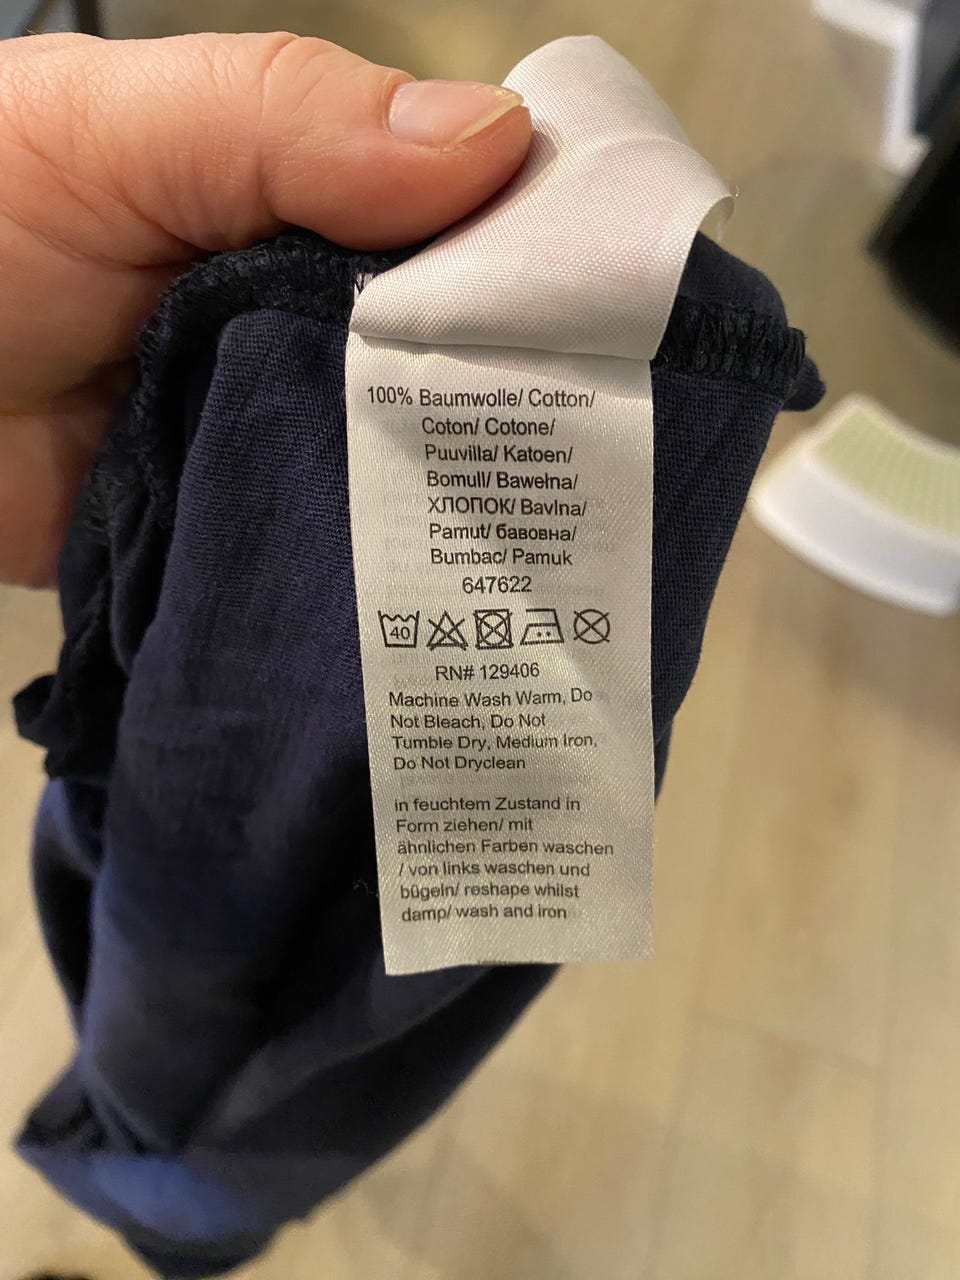 100% Baumwolle/ Cotton/
Coton/ Cotone/
Puuvilla/ Katoen/
Bomull/ Bawełna/
ХЛОПОК/ Bavlna/
Pamut/ бавовна/
Bumbac/ Pamuk
647622
40
RN# 129406
Machine Wash Warm, Do
Not Bleach, Do Not
Tumble Dry, Medium Iron,
Do Not Dryclean
in feuchtem Zustand in
Form ziehen/ mit
ähnlichen Farben waschen
/ von links waschen und
bügeln/ reshape whilst
damp/ wash and iron